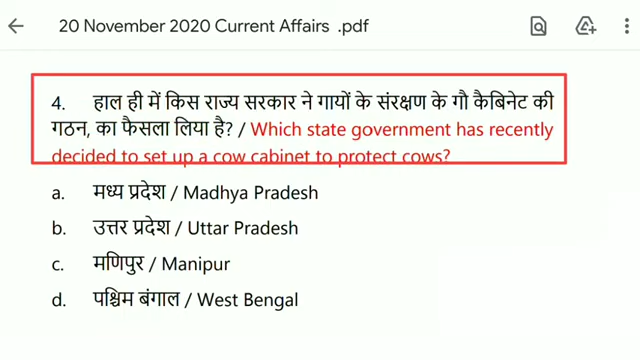 20 November 2020 Current Affairs .pdf
4. हाल ही में किस राज्य सरकार ने गायों के संरक्षण के गौ कैबिनेट की
गठन, का फैसला लिया है? / Which state government has recently
decided to set up a cow cabinet to protect cows?
a. मध्य प्रदेश / Madhya Pradesh
b. उत्तर प्रदेश / Uttar Pradesh
c. मणिपुर / Manipur
d. पश्चिम बंगाल / West Bengal